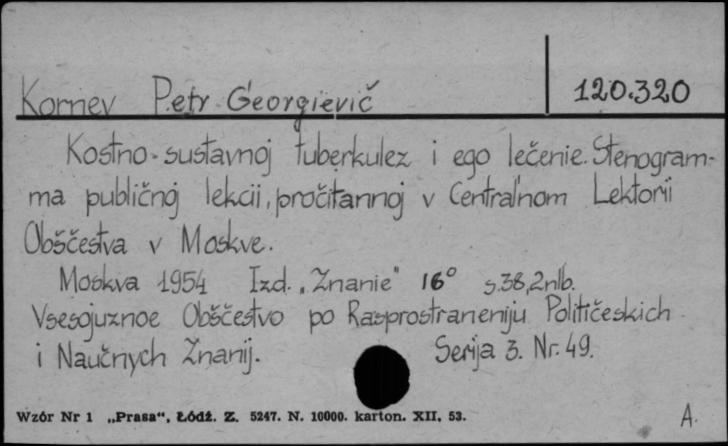 Kornev Petr Georgievič 120.320
Kostno-sustavnoj tuberkulez i ego lečenie. Stenogram-
ma publičnoj lekcii, pročitannoj v Central'nom Lektorii
Obščestva v Moskve.
Moskva 1954 Izd. „Znanie" 16° s. 38, 2nlb.
Vsesojuznoe Obščestvo po Rasprostraneniju Političeskich
i Naučnych Znanij. Serija 3. Nr. 49.
Wzór Nr 1 „Prasa“, Łódź. Z. 5247. N. 10000. karton. XII. 53.
A.